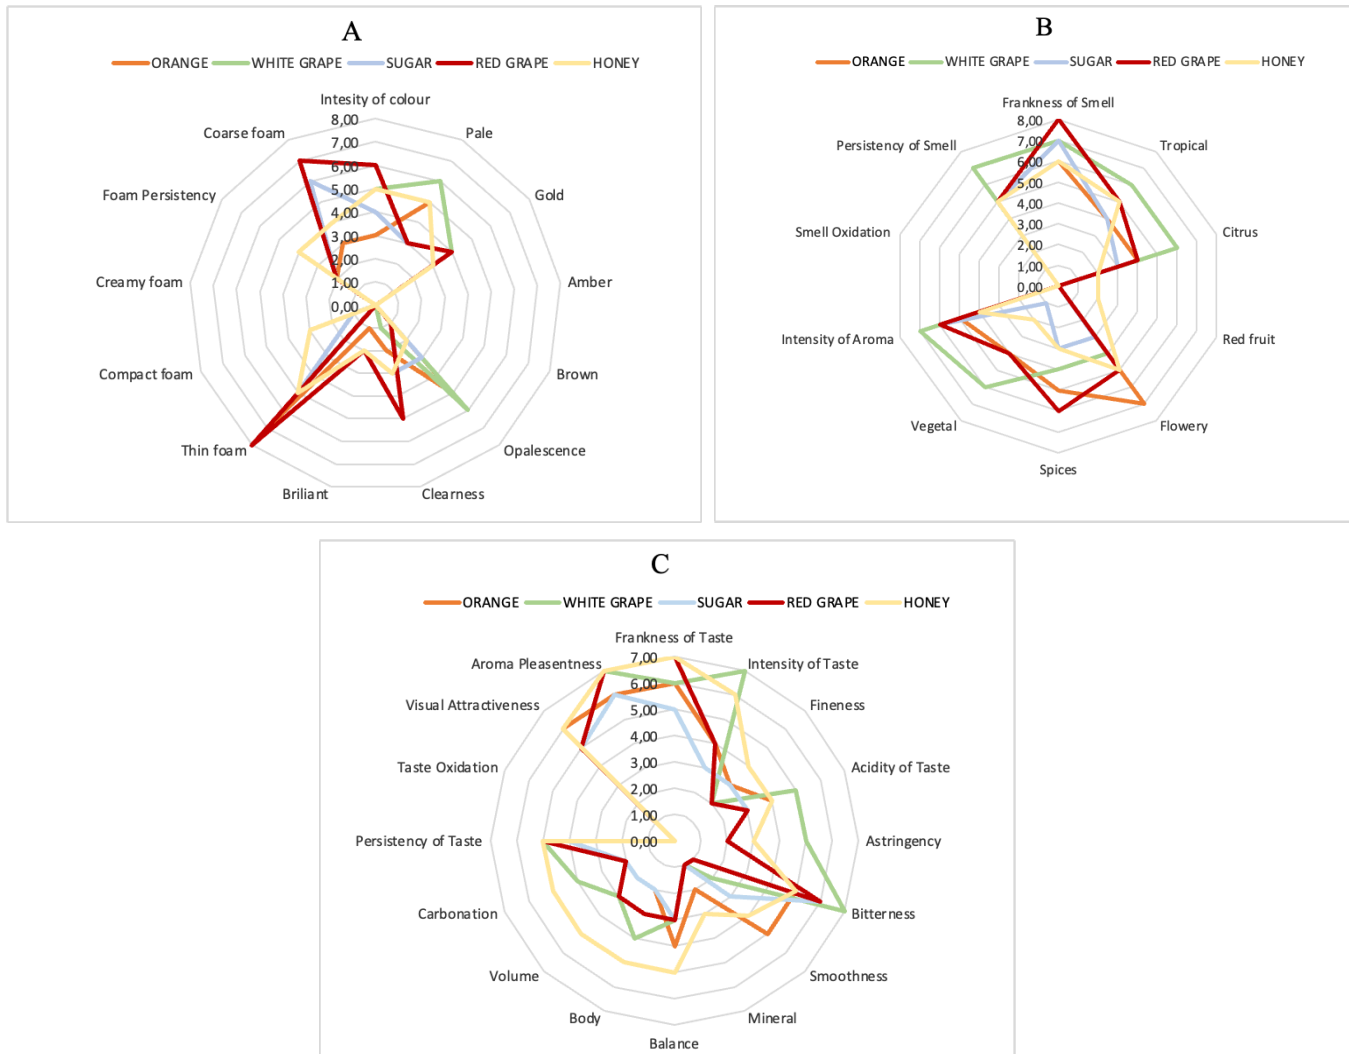 A
ORANGE WHITE GRAPE SUGAR RED GRAPE HONEY
Intesity of colour
Pale
Gold
Amber
Brown
Opalescence
Clearness
Briliant
Thin foam
Compact foam
Creamy foam
Foam Persistency
Coarse foam
8,00
7,00
6,00
5,00
4,00
3,00
2,00
1,00
0,00
B
ORANGE WHITE GRAPE SUGAR RED GRAPE HONEY
Frankness of Smell
Tropical
Citrus
Red fruit
Flowery
Spices
Vegetal
Intensity of Aroma
Smell Oxidation
Persistency of Smell
8,00
7,00
6,00
5,00
4,00
3,00
2,00
1,00
0,00
C
ORANGE WHITE GRAPE SUGAR RED GRAPE HONEY
Frankness of Taste
Intensity of Taste
Fineness
Acidity of Taste
Astringency
Bitterness
Smoothness
Mineral
Balance
Body
Volume
Carbonation
Persistency of Taste
Taste Oxidation
Visual Attractiveness
Aroma Pleasentness
7,00
6,00
5,00
4,00
3,00
2,00
1,00
0,00